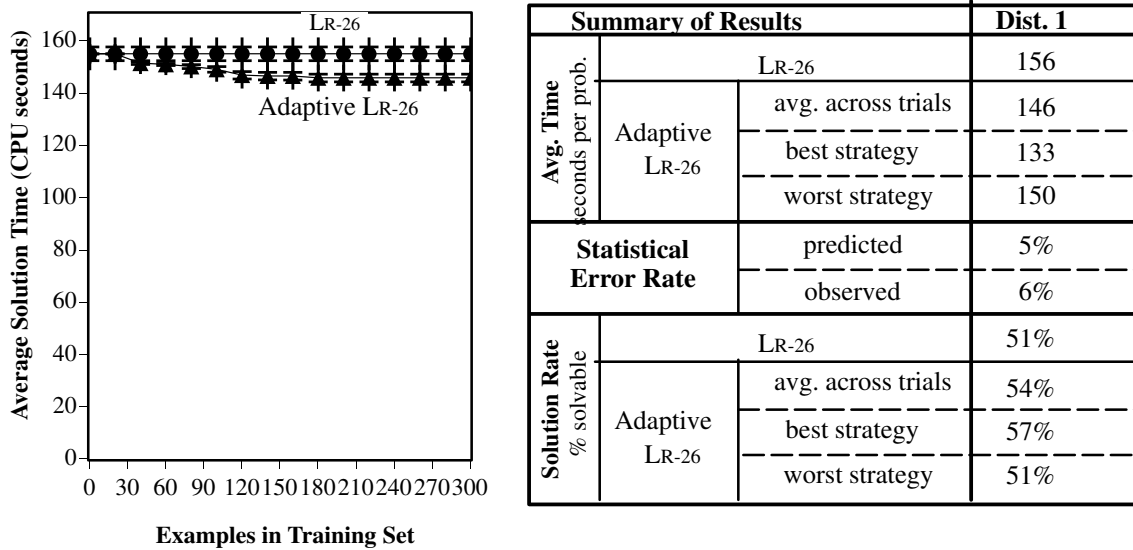 LR-26
160
140
120
100
80
60
40
20
0
Average Solution Time (CPU seconds)
Adaptive LR-26
0 30 60 80 90 120 150 180 210 240 270 300
Examples in Training Set
Summary of Results Dist. 1
Avg. Time
seconds per prob.
LR-26 156
Adaptive
LR-26
avg. across trials 146
best strategy 133
worst strategy 150
Statistical
Error Rate
predicted 5%
observed 6%
Solution Rate
% solvable
LR-26 51%
Adaptive
LR-26
avg. across trials 54%
best strategy 57%
worst strategy 51%